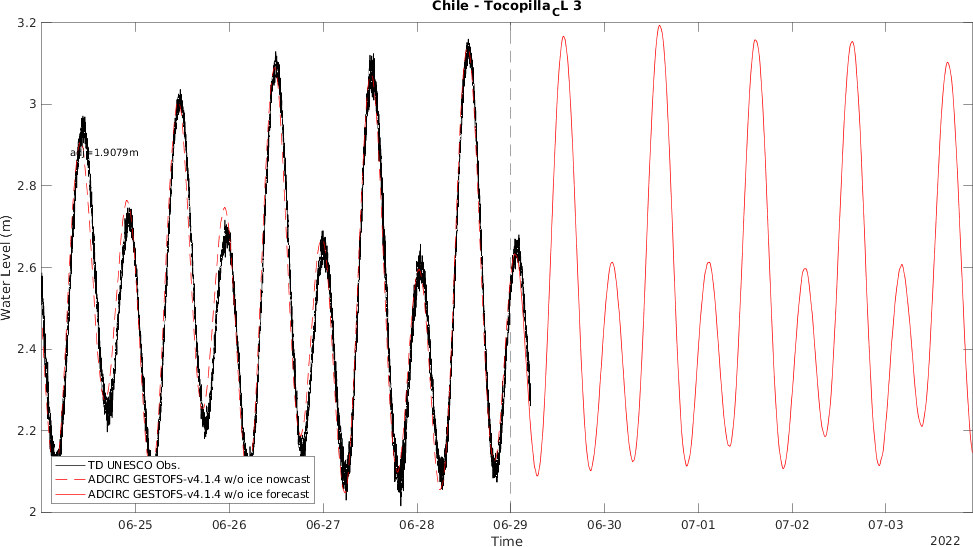 Chile - Tocopilla_CL 3
3.2
3
2.8
2.6
2.4
2.2
2
Water Level (m)
adj=1.9079m
TD UNESCO Obs.
ADCIRC GESTOFS-v4.1.4 w/o ice nowcast
ADCIRC GESTOFS-v4.1.4 w/o ice forecast
06-25 06-26 06-27 06-28 06-29 06-30 07-01 07-02 07-03
Time
2022